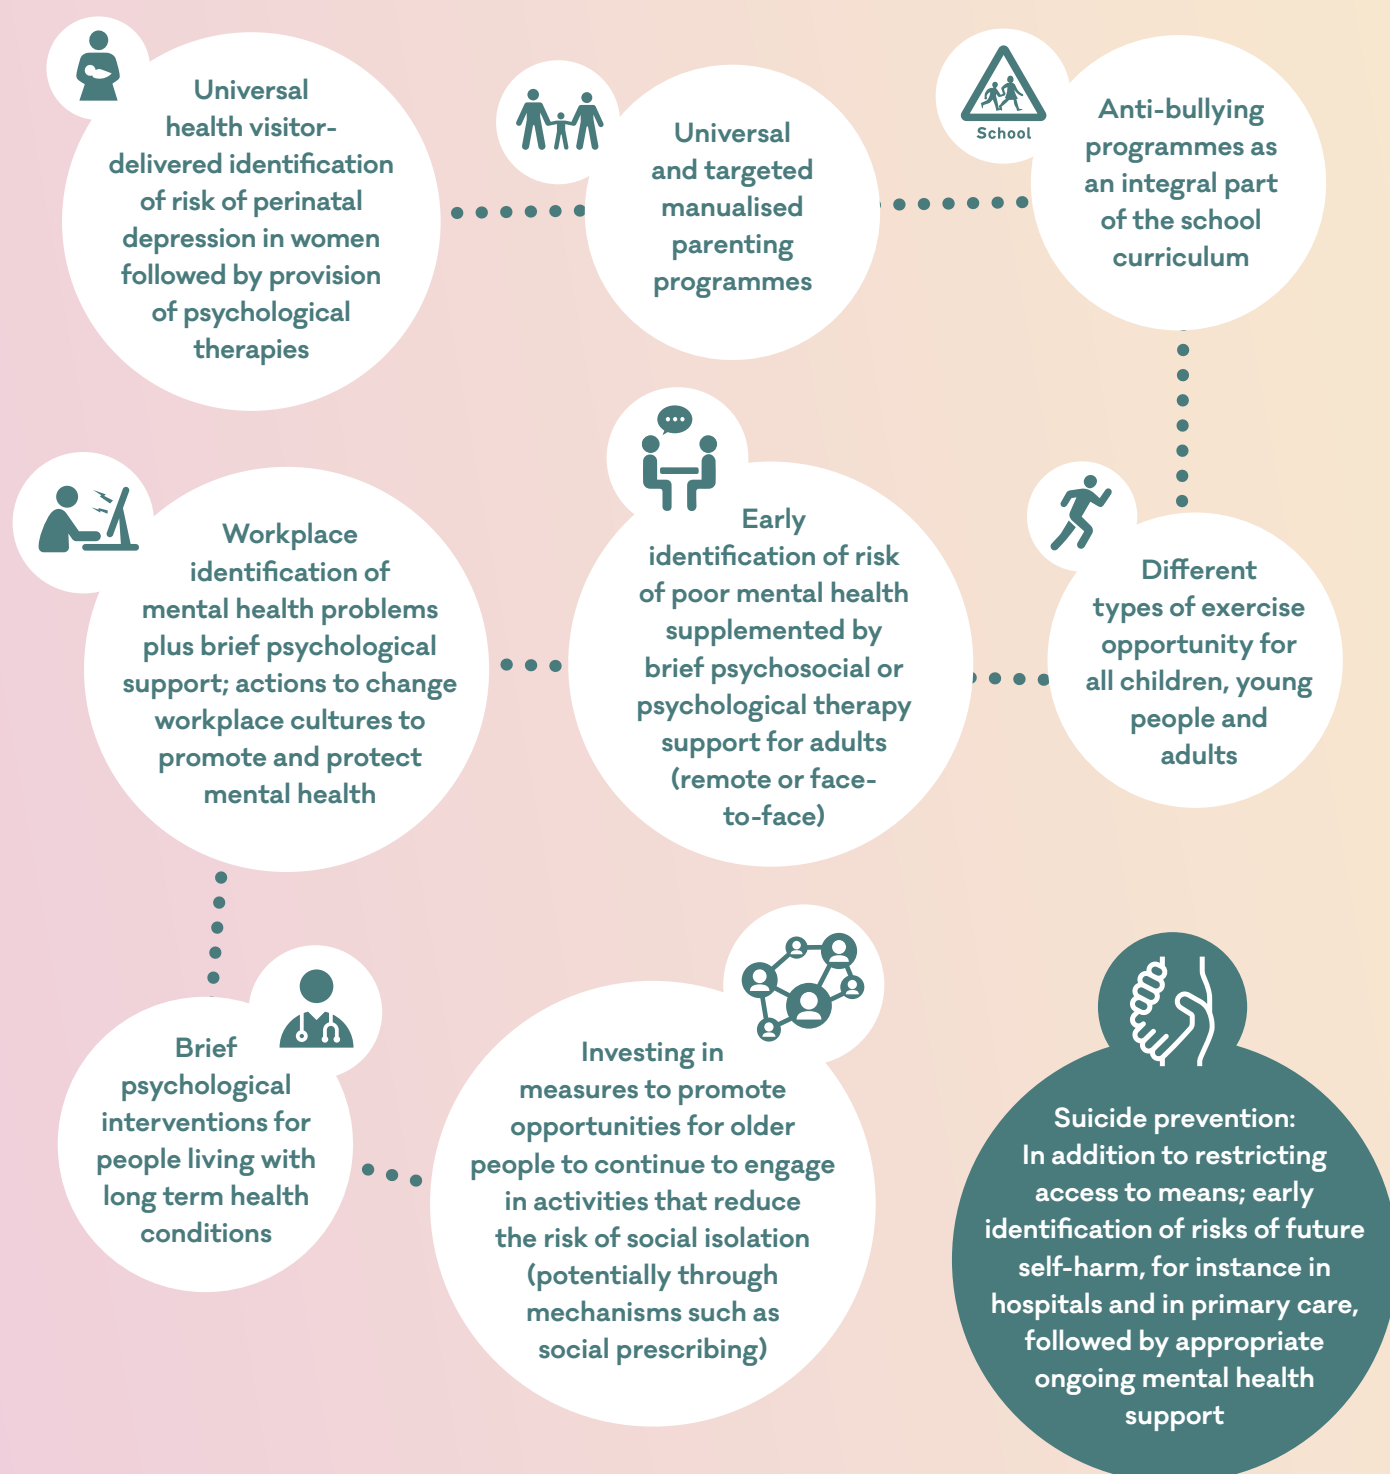 Universal
health visitor-
delivered identification
of risk of perinatal
depression in women
followed by provision
of psychological
therapies
Universal
and targeted
manualised
parenting
programmes
School
Anti-bullying
programmes as
an integral part
of the school
curriculum
Different
types of exercise
opportunity for
all children, young
people and
adults
Early
identification of risk
of poor mental health
supplemented by
brief psychosocial or
psychological therapy
support for adults
(remote or face-
to-face)
Workplace
identification of
mental health problems
plus brief psychological
support; actions to change
workplace cultures to
promote and protect
mental health
Brief
psychological
interventions for
people living with
long term health
conditions
Investing in
measures to promote
opportunities for older
people to continue to engage
in activities that reduce
the risk of social isolation
(potentially through
mechanisms such as
social prescribing)
Suicide prevention:
In addition to restricting
access to means; early
identification of risks of future
self-harm, for instance in
hospitals and in primary care,
followed by appropriate
ongoing mental health
support